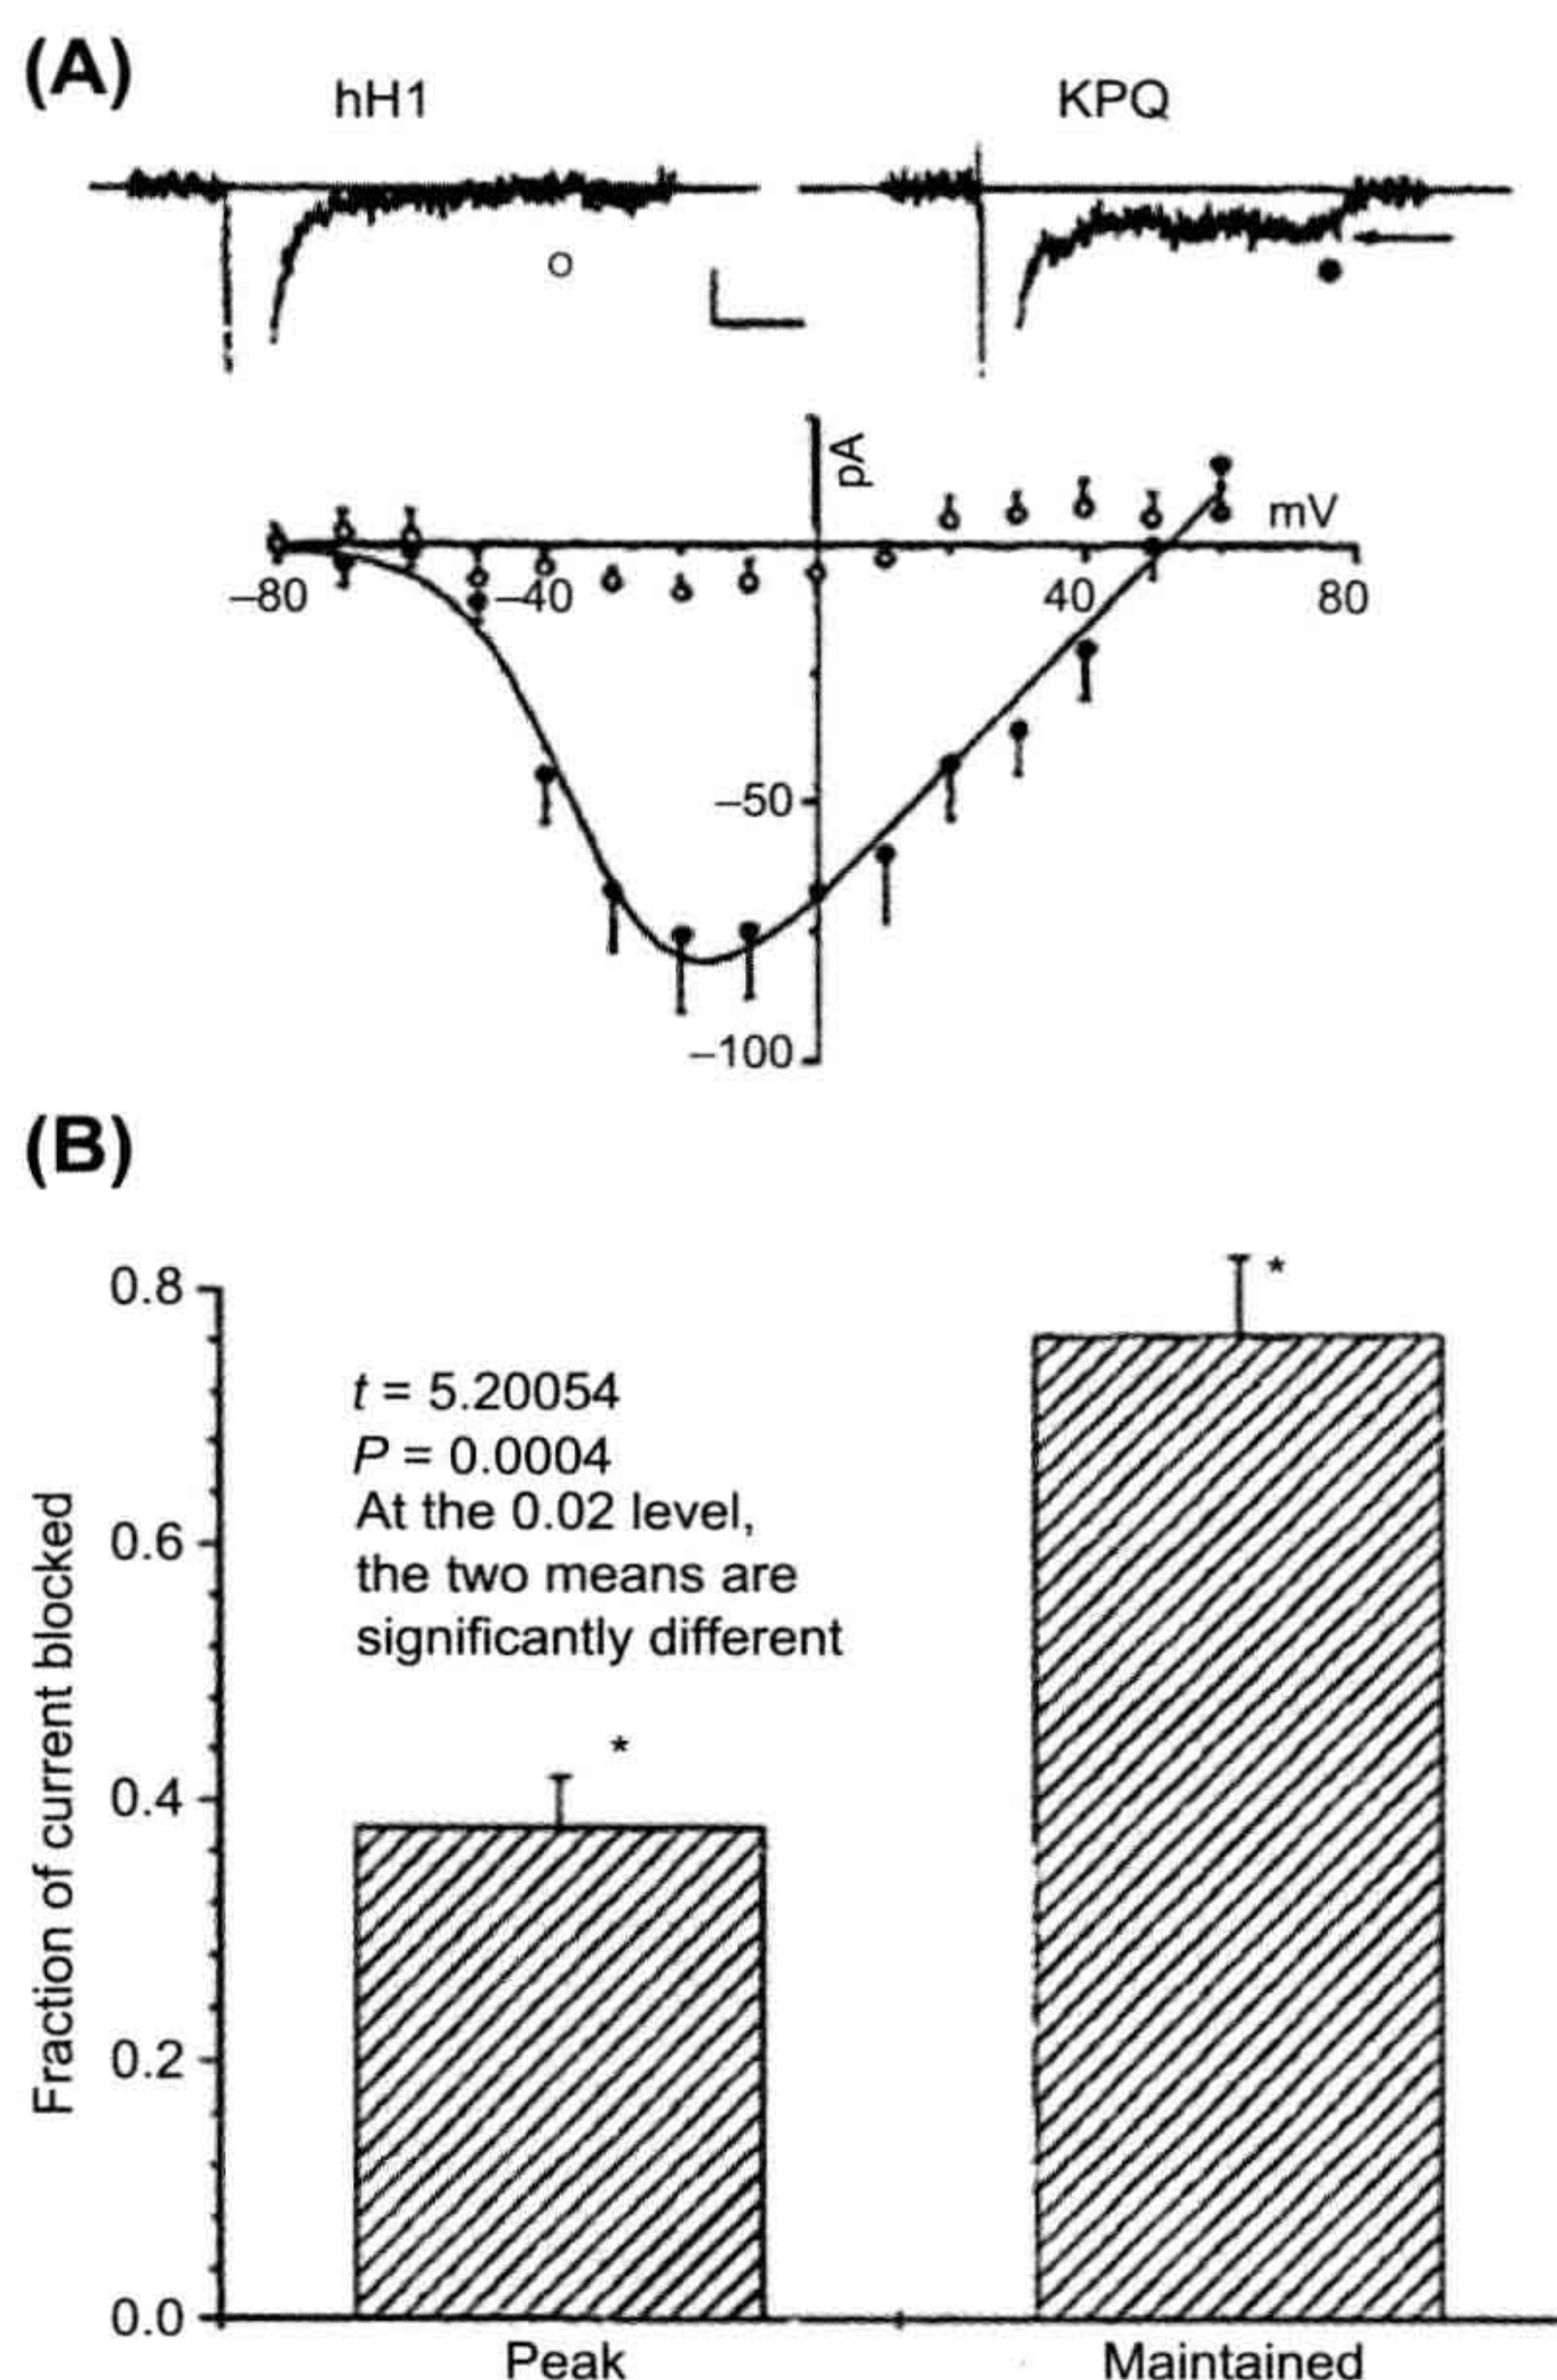 (A)
hH1
KPQ
pA
mV
–80
–40
40
80
–50
–100
(B)
0.8
t = 5.20054
P = 0.0004
At the 0.02 level,
0.6
the two means are
significantly different
*
*
0.4
0.2
0.0
Fraction of current blocked
Peak
Maintained